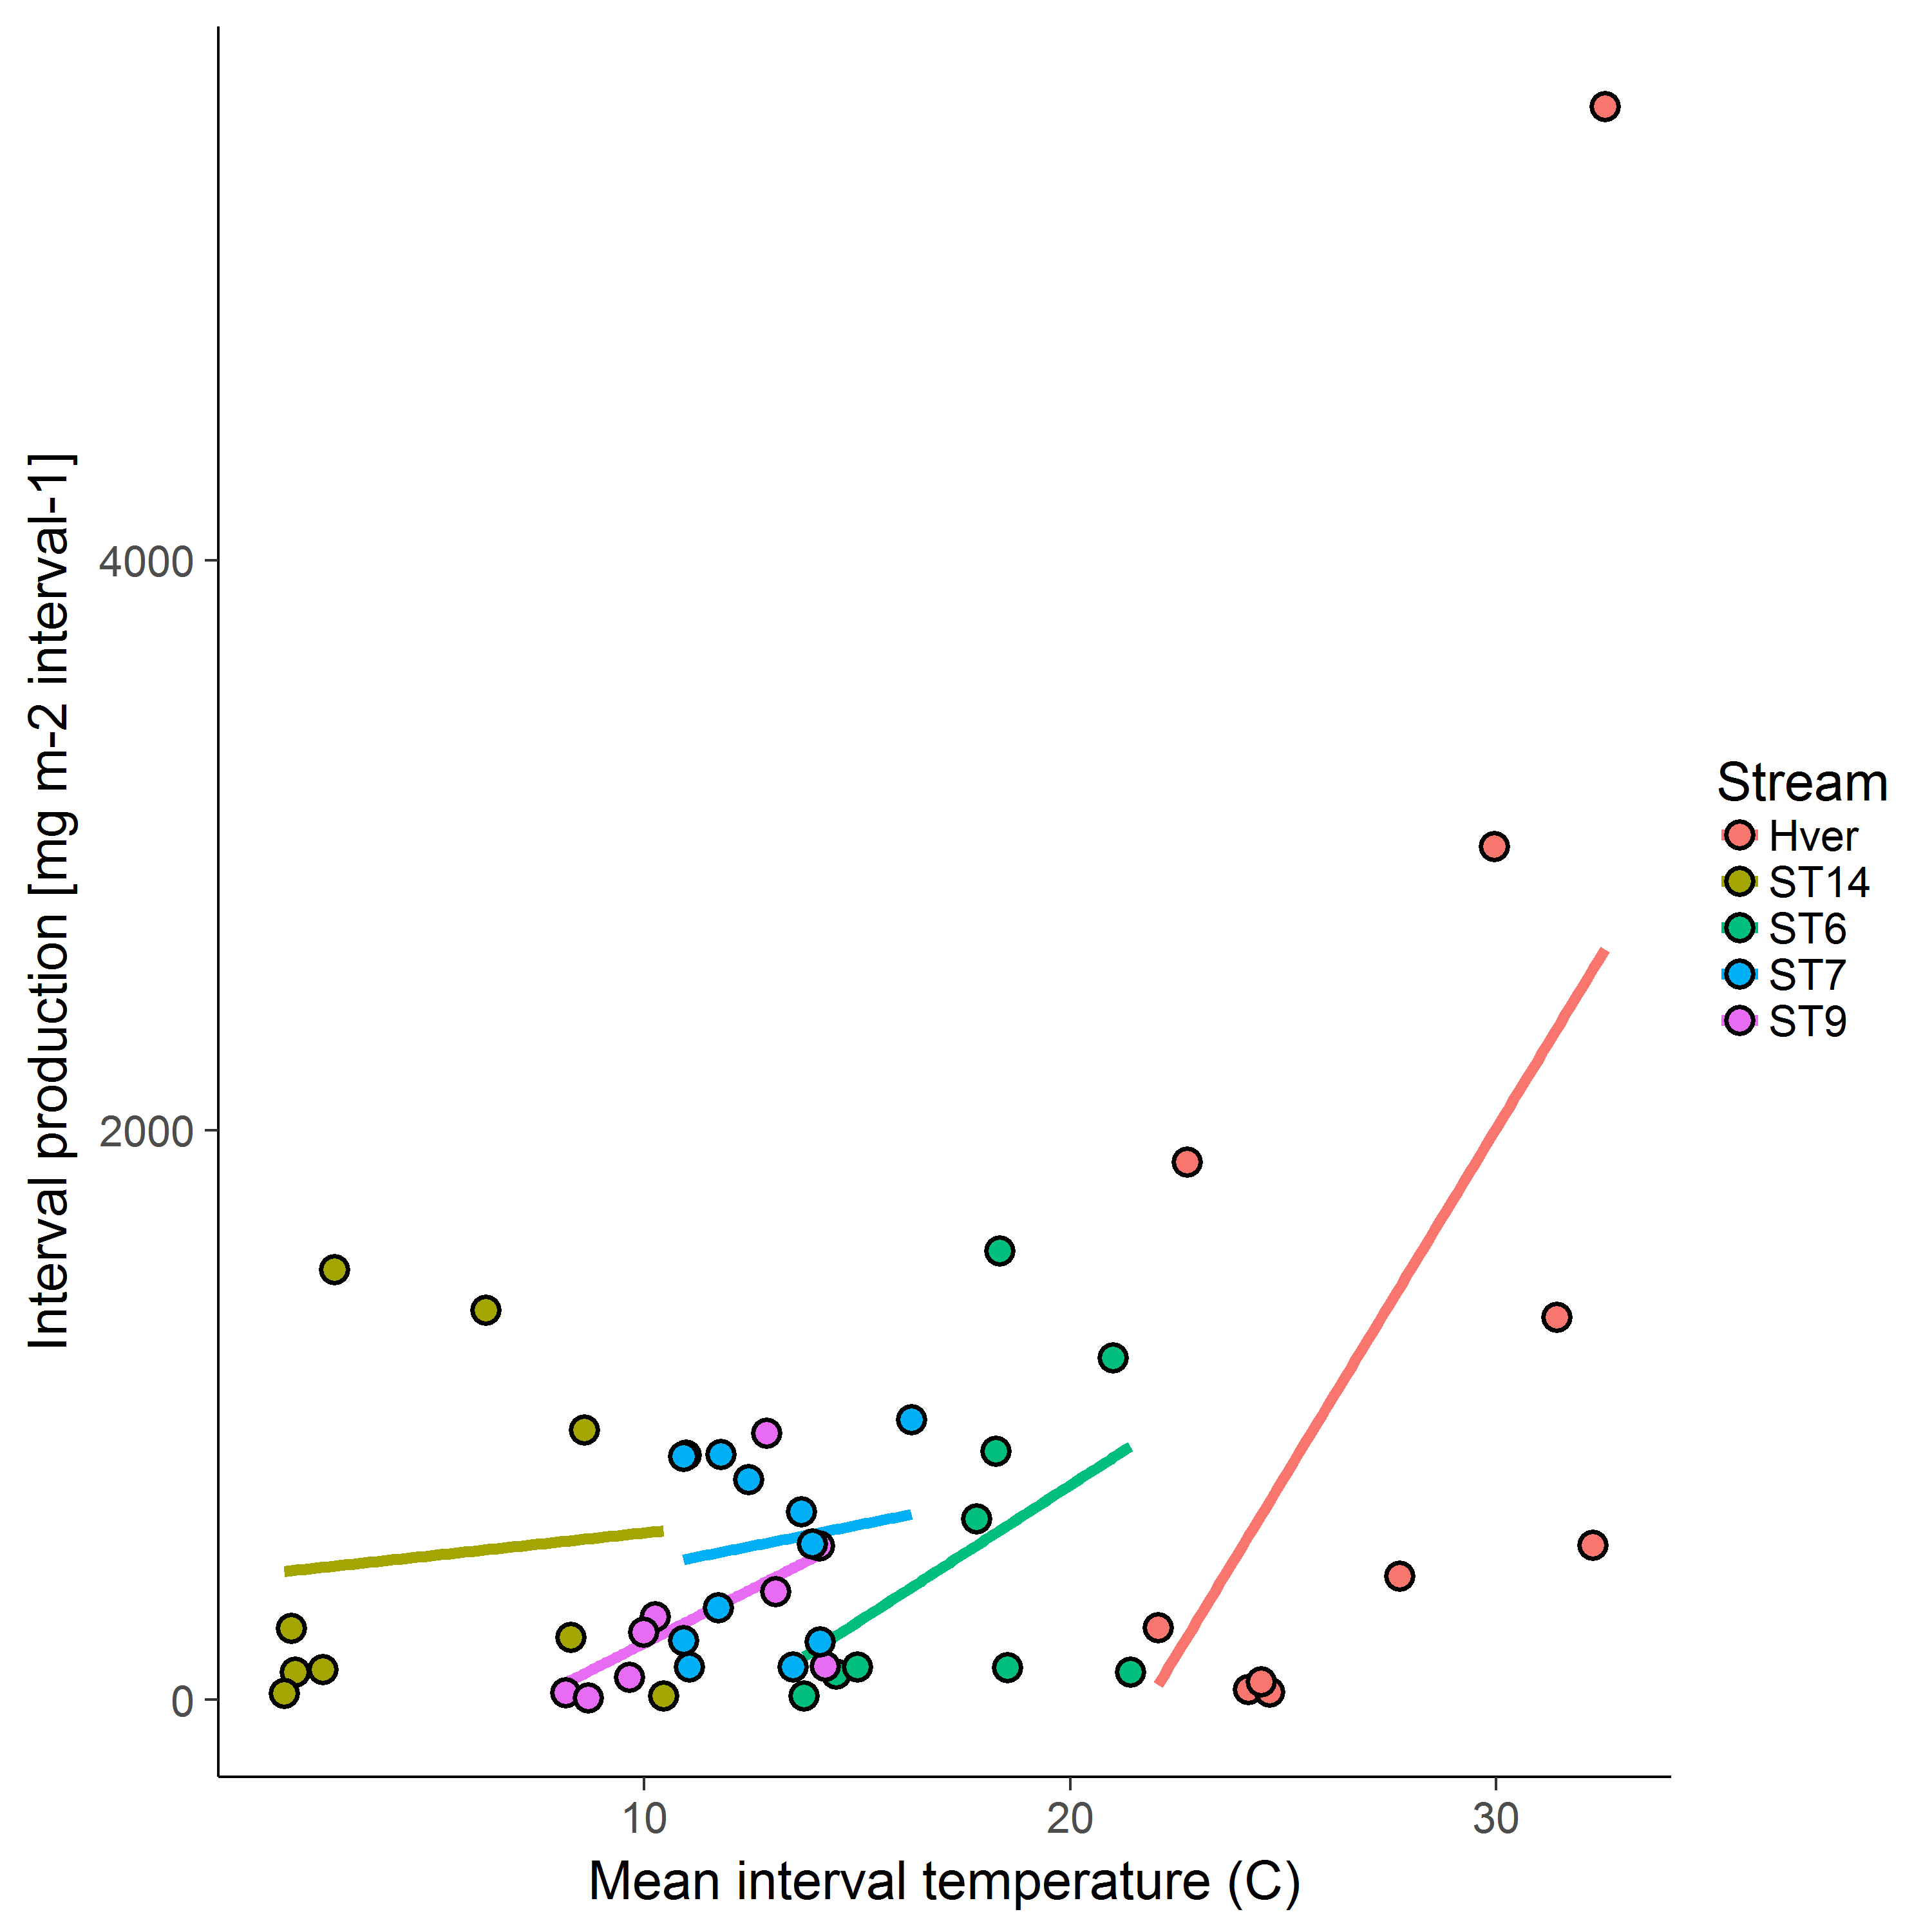 Interval production [mg m-2 interval-1]
4000
2000
0
10 20 30
Mean interval temperature (C)
Stream
Hver
ST14
ST6
ST7
ST9